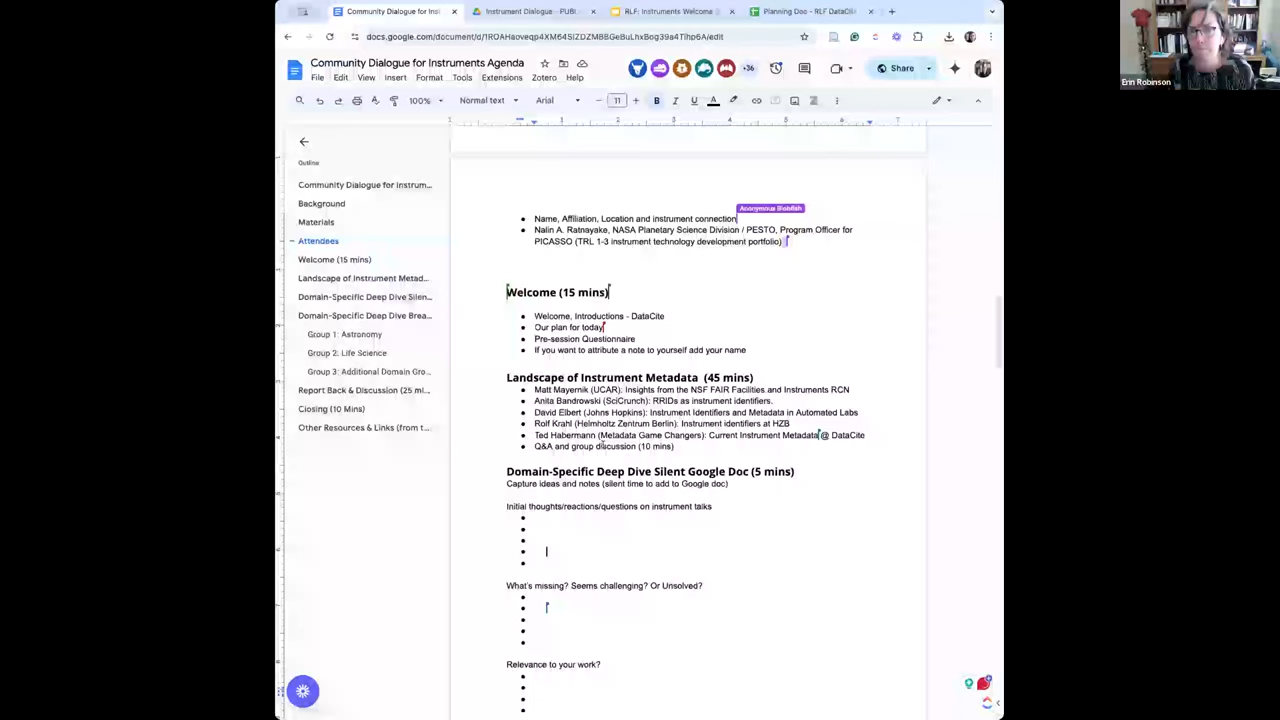 Community Dialogue for Inst
Instrument Dialogue - PUBL
RLF: Instruments Welcome
Planning Doc - RLF DataCit
Community Dialogue for Instruments Agenda
File Edit View Insert Format Tools Extensions Zotero Help
+36
Share
100% Normal text Arial 11
Erin Robinson
Outline
Community Dialogue for Instrum...
Background
Materials
Attendees
Welcome (15 mins)
Landscape of Instrument Metad...
Domain-Specific Deep Dive Silen...
Domain-Specific Deep Dive Brea...
Group 1: Astronomy
Group 2: Life Science
Group 3: Additional Domain Gro...
Report Back & Discussion (25 mi...
Closing (10 Mins)
Other Resources & Links (from t...
Name, Affiliation, Location and instrument connection
Nalin A. Ratnayake, NASA Planetary Science Division / PESTO, Program Officer for
PICASSO (TRL 1-3 instrument technology development portfolio)
Welcome (15 mins)
Welcome, Introductions - DataCite
Our plan for today
Pre-session Questionnaire
If you want to attribute a note to yourself add your name
Landscape of Instrument Metadata (45 mins)
Matt Mayernik (UCAR): Insights from the NSF FAIR Facilities and Instruments RCN
Anita Bandrowski (SciCrunch): RRIDs as instrument identifiers.
David Elbert (Johns Hopkins): Instrument Identifiers and Metadata in Automated Labs
Rolf Krahl (Helmholtz Zentrum Berlin): Instrument identifiers at HZB
Ted Habermann (Metadata Game Changers): Current Instrument Metadata @ DataCite
Q&A and group discussion (10 mins)
Domain-Specific Deep Dive Silent Google Doc (5 mins)
Capture ideas and notes (silent time to add to Google doc)
Initial thoughts/reactions/questions on instrument talks
What's missing? Seems challenging? Or Unsolved?
Relevance to your work?